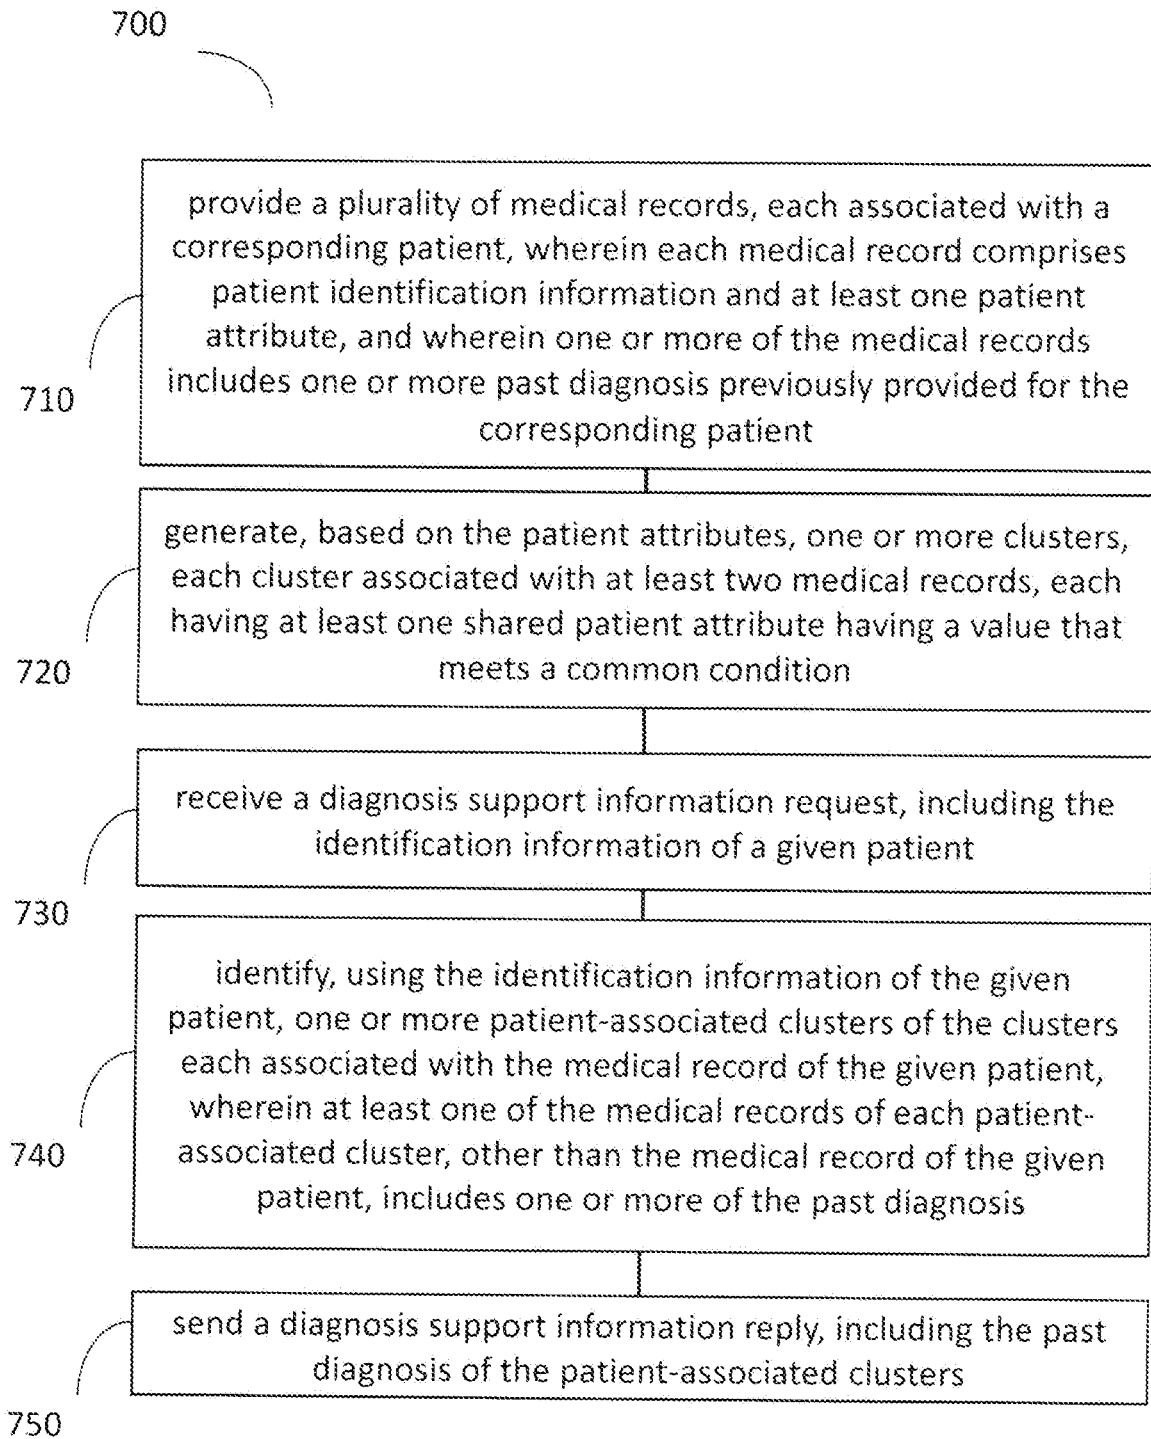 700
provide a plurality of medical records, each associated with a
corresponding patient, wherein each medical record comprises
patient identification information and at least one patient
attribute, and wherein one or more of the medical records
includes one or more past diagnosis previously provided for the
corresponding patient
710
generate, based on the patient attributes, one or more clusters,
each cluster associated with at least two medical records, each
having at least one shared patient attribute having a value that
meets a common condition
720
receive a diagnosis support information request, including the
identification information of a given patient
730
identify, using the identification information of the given
patient, one or more patient-associated clusters of the clusters
each associated with the medical record of the given patient,
wherein at least one of the medical records of each patient-
associated cluster, other than the medical record of the given
patient, includes one or more of the past diagnosis
740
send a diagnosis support information reply, including the past
diagnosis of the patient-associated clusters
750